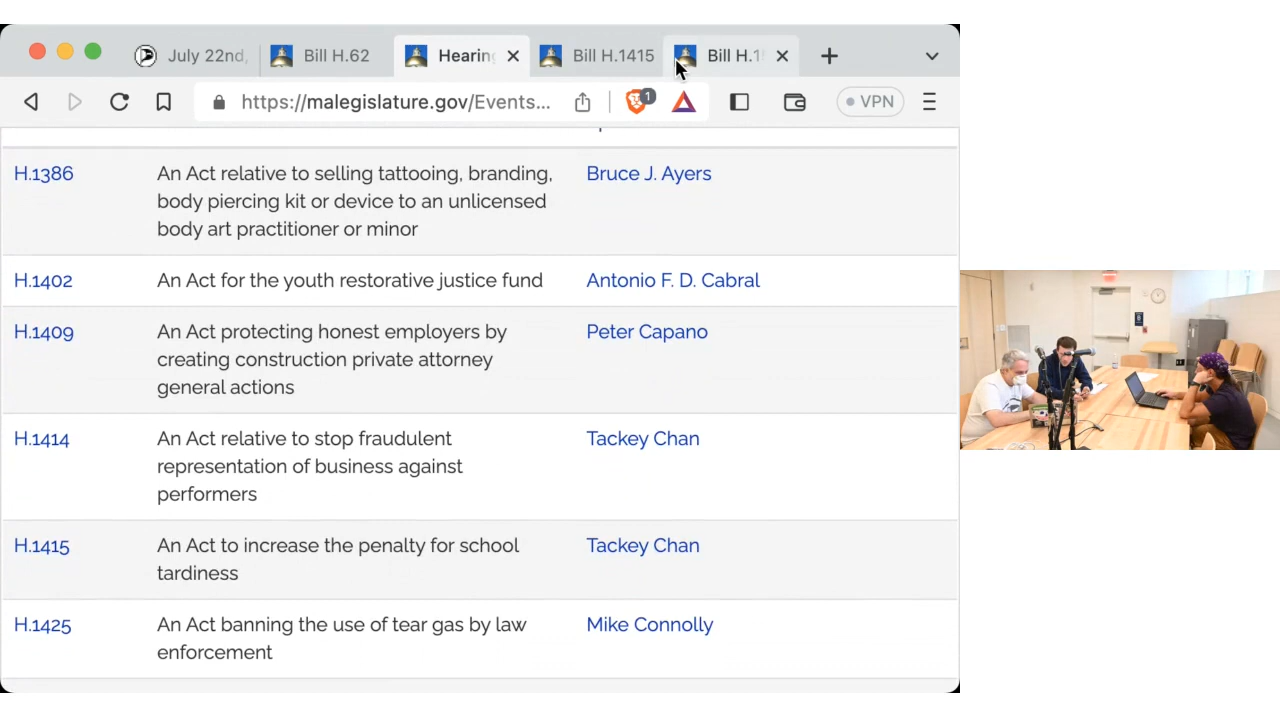 July 22nd,
Bill H.62
Hearing
Bill H.1415
Bill H.1
https://malegislature.gov/Events...
1
VPN
H.1386
An Act relative to selling tattooing, branding,
body piercing kit or device to an unlicensed
body art practitioner or minor
Bruce J. Ayers
H.1402
An Act for the youth restorative justice fund
Antonio F. D. Cabral
H.1409
An Act protecting honest employers by
creating construction private attorney
general actions
Peter Capano
H.1414
An Act relative to stop fraudulent
representation of business against
performers
Tackey Chan
H.1415
An Act to increase the penalty for school
tardiness
Tackey Chan
H.1425
An Act banning the use of tear gas by law
enforcement
Mike Connolly